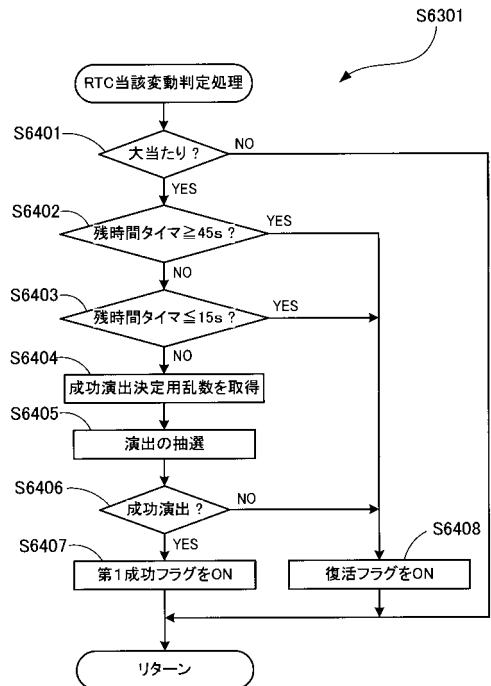 S6301
RTC当該変動判定処理
S6401
大当たり?
NO
YES
S6402
残時間タイマ≧45s?
YES
NO
S6403
残時間タイマ≦15s?
YES
NO
S6404
成功演出決定用乱数を取得
S6405
演出の抽選
S6406
成功演出?
NO
YES
S6407
第1成功フラグをON
S6408
復活フラグをON
リターン